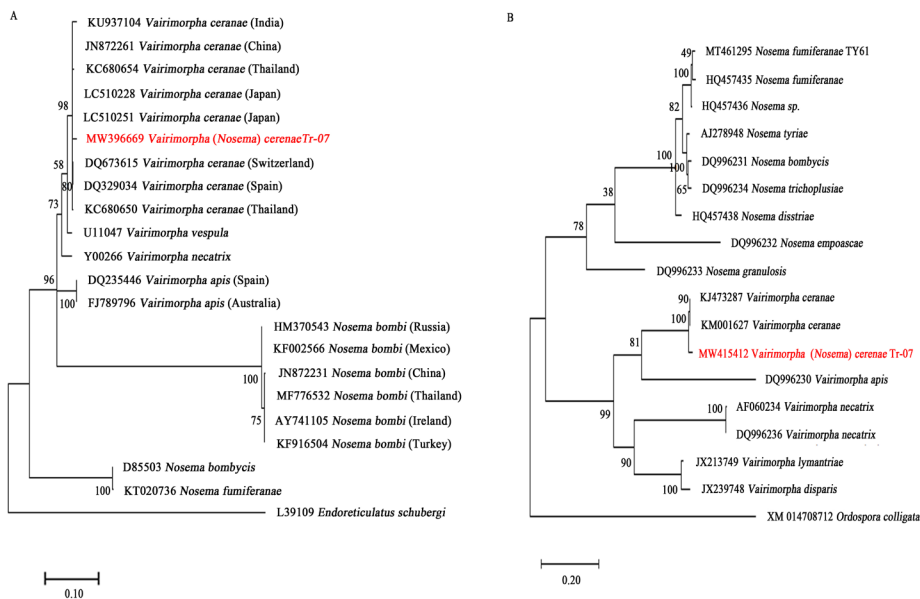 A
KU937104 Vairimorpha ceranae (India)
JN872261 Vairimorpha ceranae (China)
KC680654 Vairimorpha ceranae (Thailand)
LC510228 Vairimorpha ceranae (Japan)
98
LC510251 Vairimorpha ceranae (Japan)
MW396669 Vairimorpha (Nosema) cerenaeTr-07
58
DQ673615 Vairimorpha ceranae (Switzerland)
80
DQ329034 Vairimorpha ceranae (Spain)
73
KC680650 Vairimorpha ceranae (Thailand)
U11047 Vairimorpha vespula
Y00266 Vairimorpha necatrix
96
DQ235446 Vairimorpha apis (Spain)
100
FJ789796 Vairimorpha apis (Australia)
HM370543 Nosema bombi (Russia)
KF002566 Nosema bombi (Mexico)
100
JN872231 Nosema bombi (China)
MF776532 Nosema bombi (Thailand)
75
AY741105 Nosema bombi (Ireland)
KF916504 Nosema bombi (Turkey)
D85503 Nosema bombycis
100
KT020736 Nosema fumiferanae
L39109 Endoreticulatus schubergi
0.10
B
49
MT461295 Nosema fumiferanae TY61
100
HQ457435 Nosema fumiferanae
82
HQ457436 Nosema sp.
AJ278948 Nosema tyriae
100
100
DQ996231 Nosema bombycis
65
DQ996234 Nosema trichoplusiae
38
HQ457438 Nosema disstriae
78
DQ996232 Nosema empoascae
DQ996233 Nosema granulosis
90
KJ473287 Vairimorpha ceranae
100
KM001627 Vairimorpha ceranae
81
MW415412 Vairimorpha (Nosema) cerenae Tr-07
DQ996230 Vairimorpha apis
99
100
AF060234 Vairimorpha necatrix
DQ996236 Vairimorpha necatrix
90
JX213749 Vairimorpha lymantriae
100
JX239748 Vairimorpha disparis
XM 014708712 Ordospora colligata
0.20